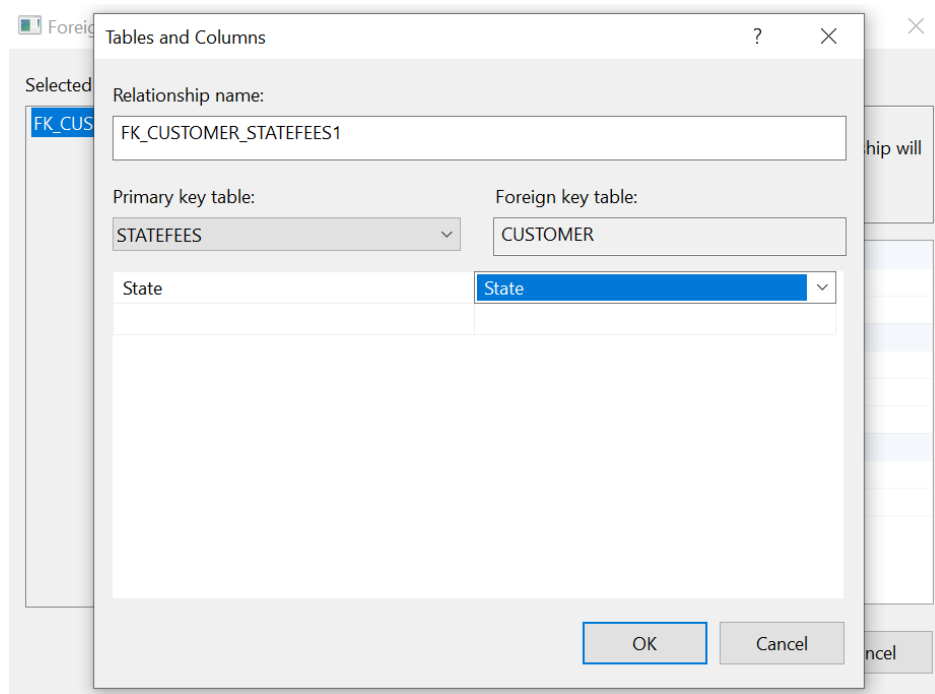 Foreig
Tables and Columns
?
Selected
Relationship name:
FK_CUS
FK_CUSTOMER_STATEFEES1
hip will
Primary key table:
Foreign key table:
STATEFEES
CUSTOMER
State
State
OK
Cancel
ncel